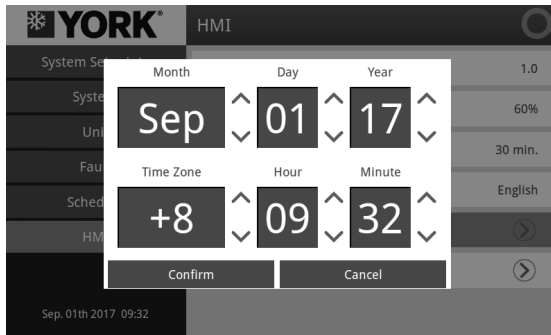 YORK®
HMI
System Se
1.0
Month Day Year
Syste
60%
Sep 01 17
Uni
30 min.
Fau
Time Zone Hour Minute
English
Sched
+8 09 32
HM
Confirm Cancel
Sep. 01th 2017 09:32